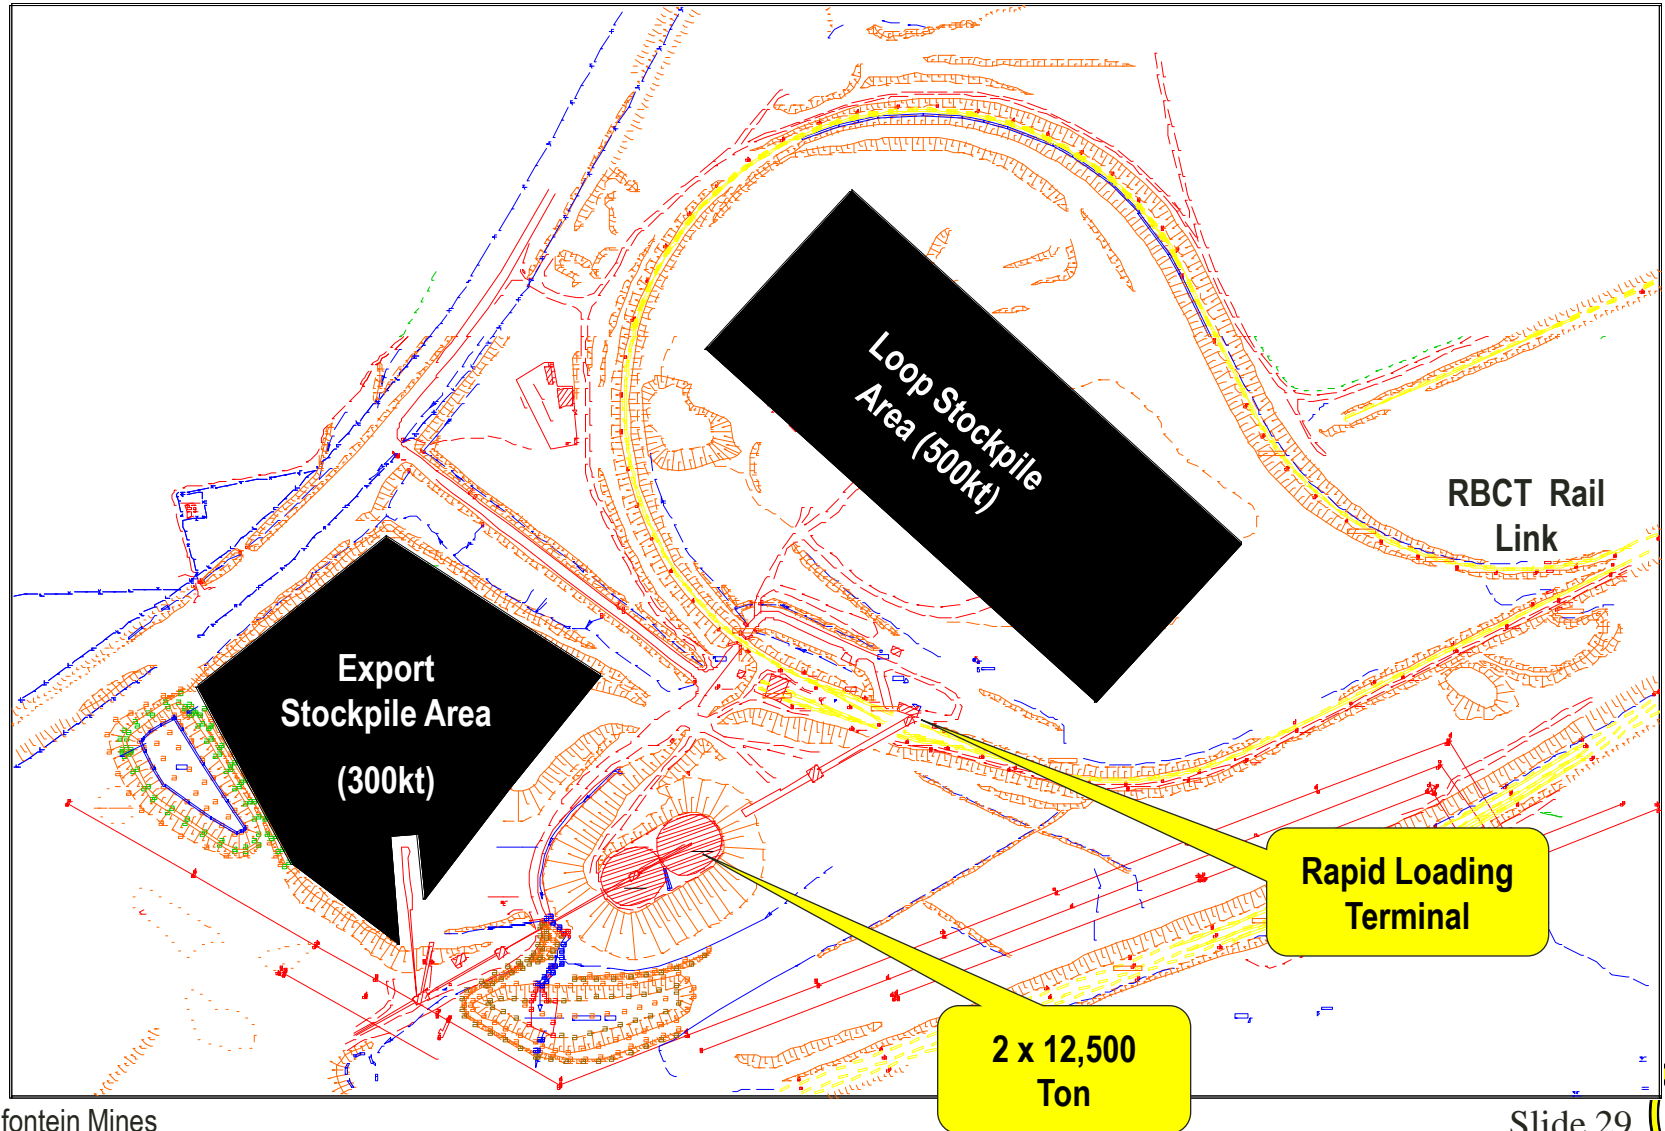 Loop Stockpile
Area (500kt)
RBCT Rail
Link
Export
Stockpile Area
(300kt)
Rapid Loading
Terminal
2 x 12,500
Ton
fontein Mines
Slide 29